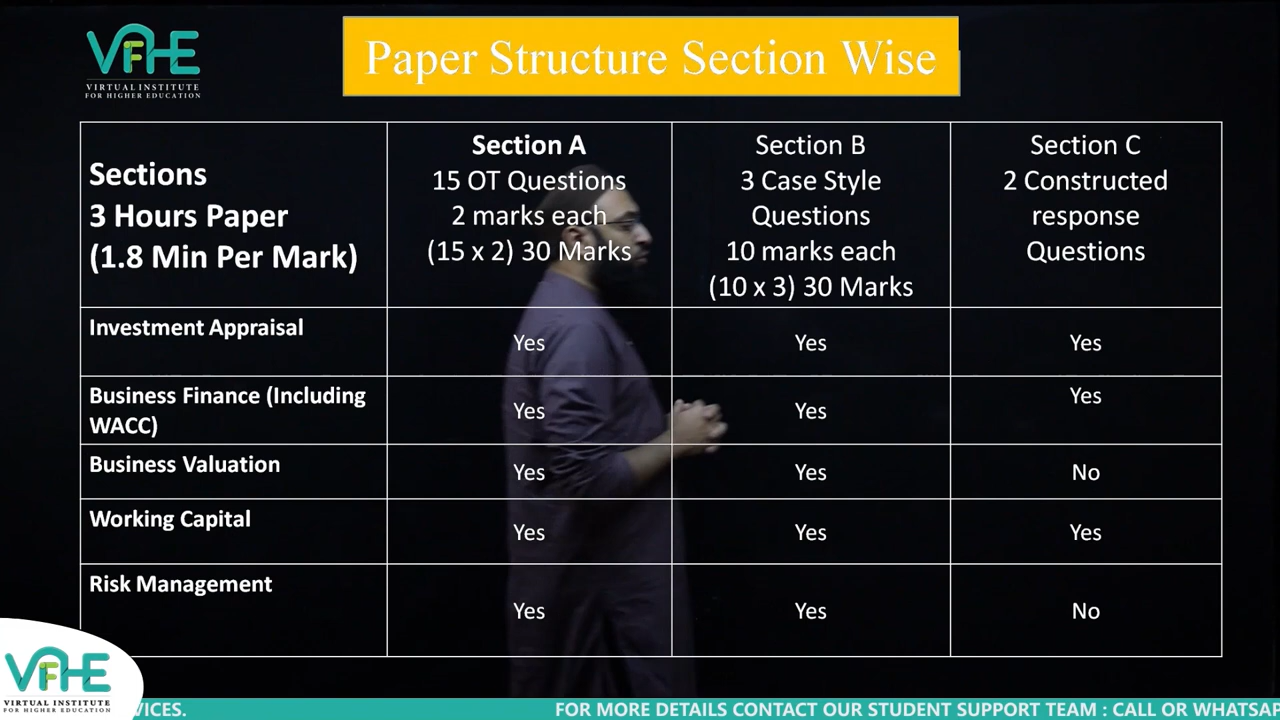 VFHE
VIRTUAL INSTITUTE
FOR HIGHER EDUCATION
Paper Structure Section Wise
Sections
3 Hours Paper
(1.8 Min Per Mark)
Section A
15 OT Questions
2 marks each
(15 x 2) 30 Marks
Section B
3 Case Style
Questions
10 marks each
(10 x 3) 30 Marks
Section C
2 Constructed
response
Questions
Investment Appraisal
Yes
Yes
Yes
Business Finance (Including
WACC)
Yes
Yes
Yes
Business Valuation
Yes
Yes
No
Working Capital
Yes
Yes
Yes
Risk Management
Yes
Yes
No
VFHE
VIRTUAL INSTITUTE
FOR HIGHER EDUCATION
VICES. FOR MORE DETAILS CONTACT OUR STUDENT SUPPORT TEAM : CALL OR WHATSAP